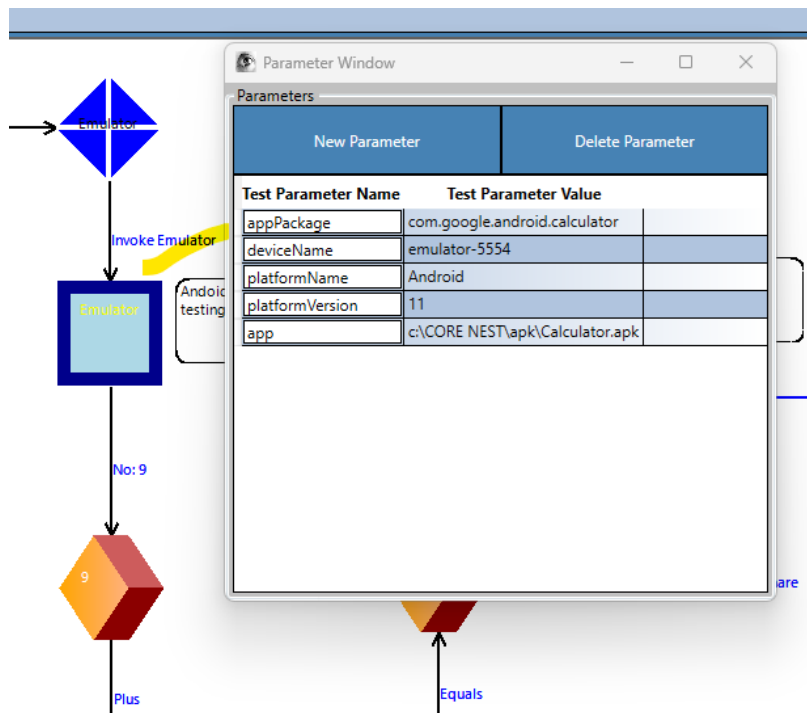 Parameter Window
Parameters
New Parameter Delete Parameter
Test Parameter Name Test Parameter Value
appPackage com.google.android.calculator
deviceName emulator-5554
platformName Android
platformVersion 11
app c:\CORE NEST\apk\Calculator.apk
Emulator
Invoke Emulator
Emulator
Andoid
testing
No: 9
9
Plus
Equals